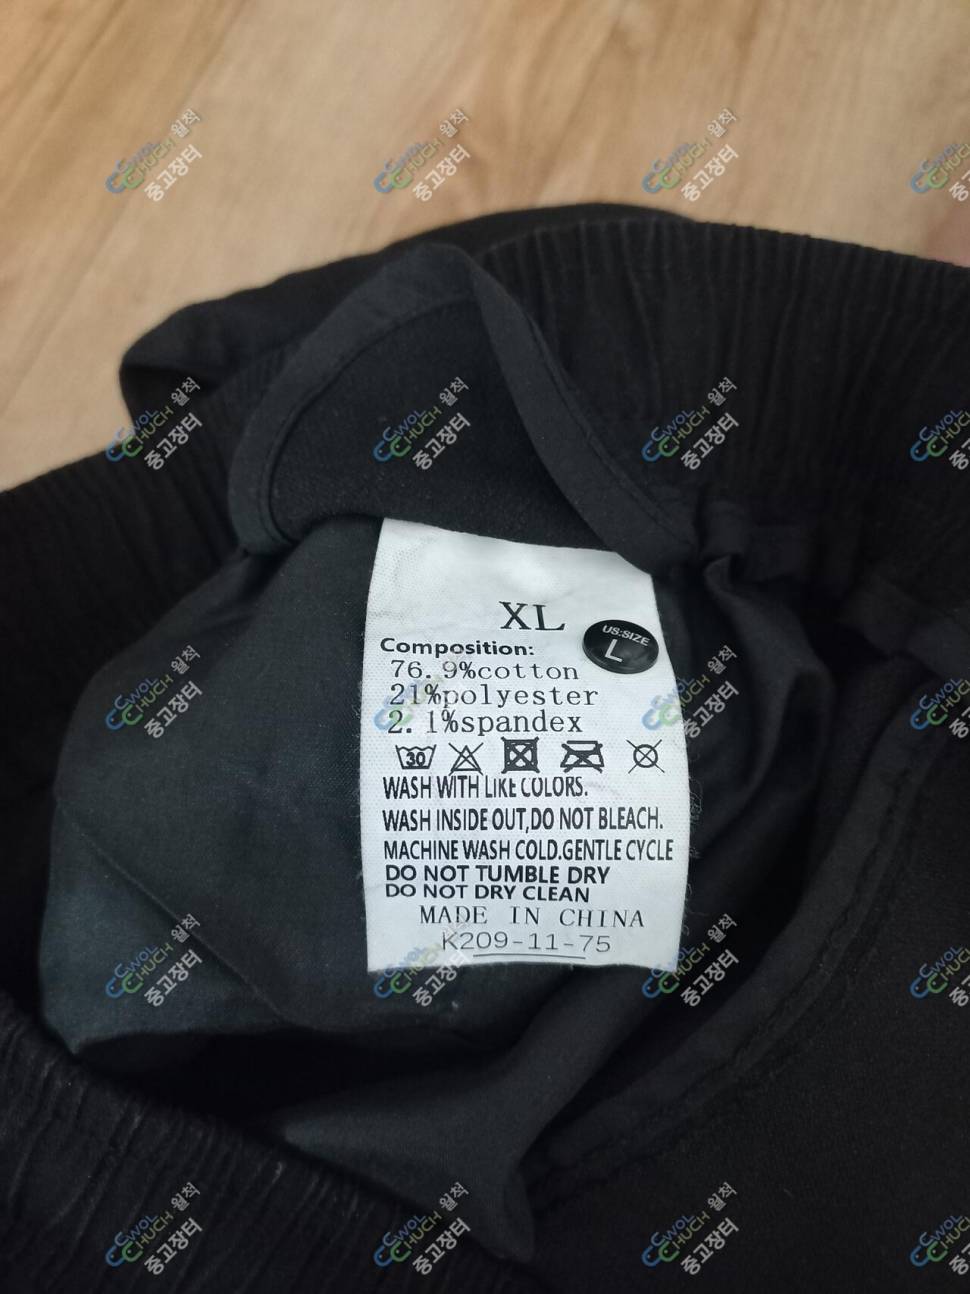 XL
US:SIZE
L
Composition:
76.9%cotton
21%polyester
2.1%spandex
30
WASH WITH LIKE COLORS.
WASH INSIDE OUT,DO NOT BLEACH.
MACHINE WASH COLD.GENTLE CYCLE
DO NOT TUMBLE DRY
DO NOT DRY CLEAN
MADE IN CHINA
K209-11-75
CWOL
CHUCH 월척
중고장터